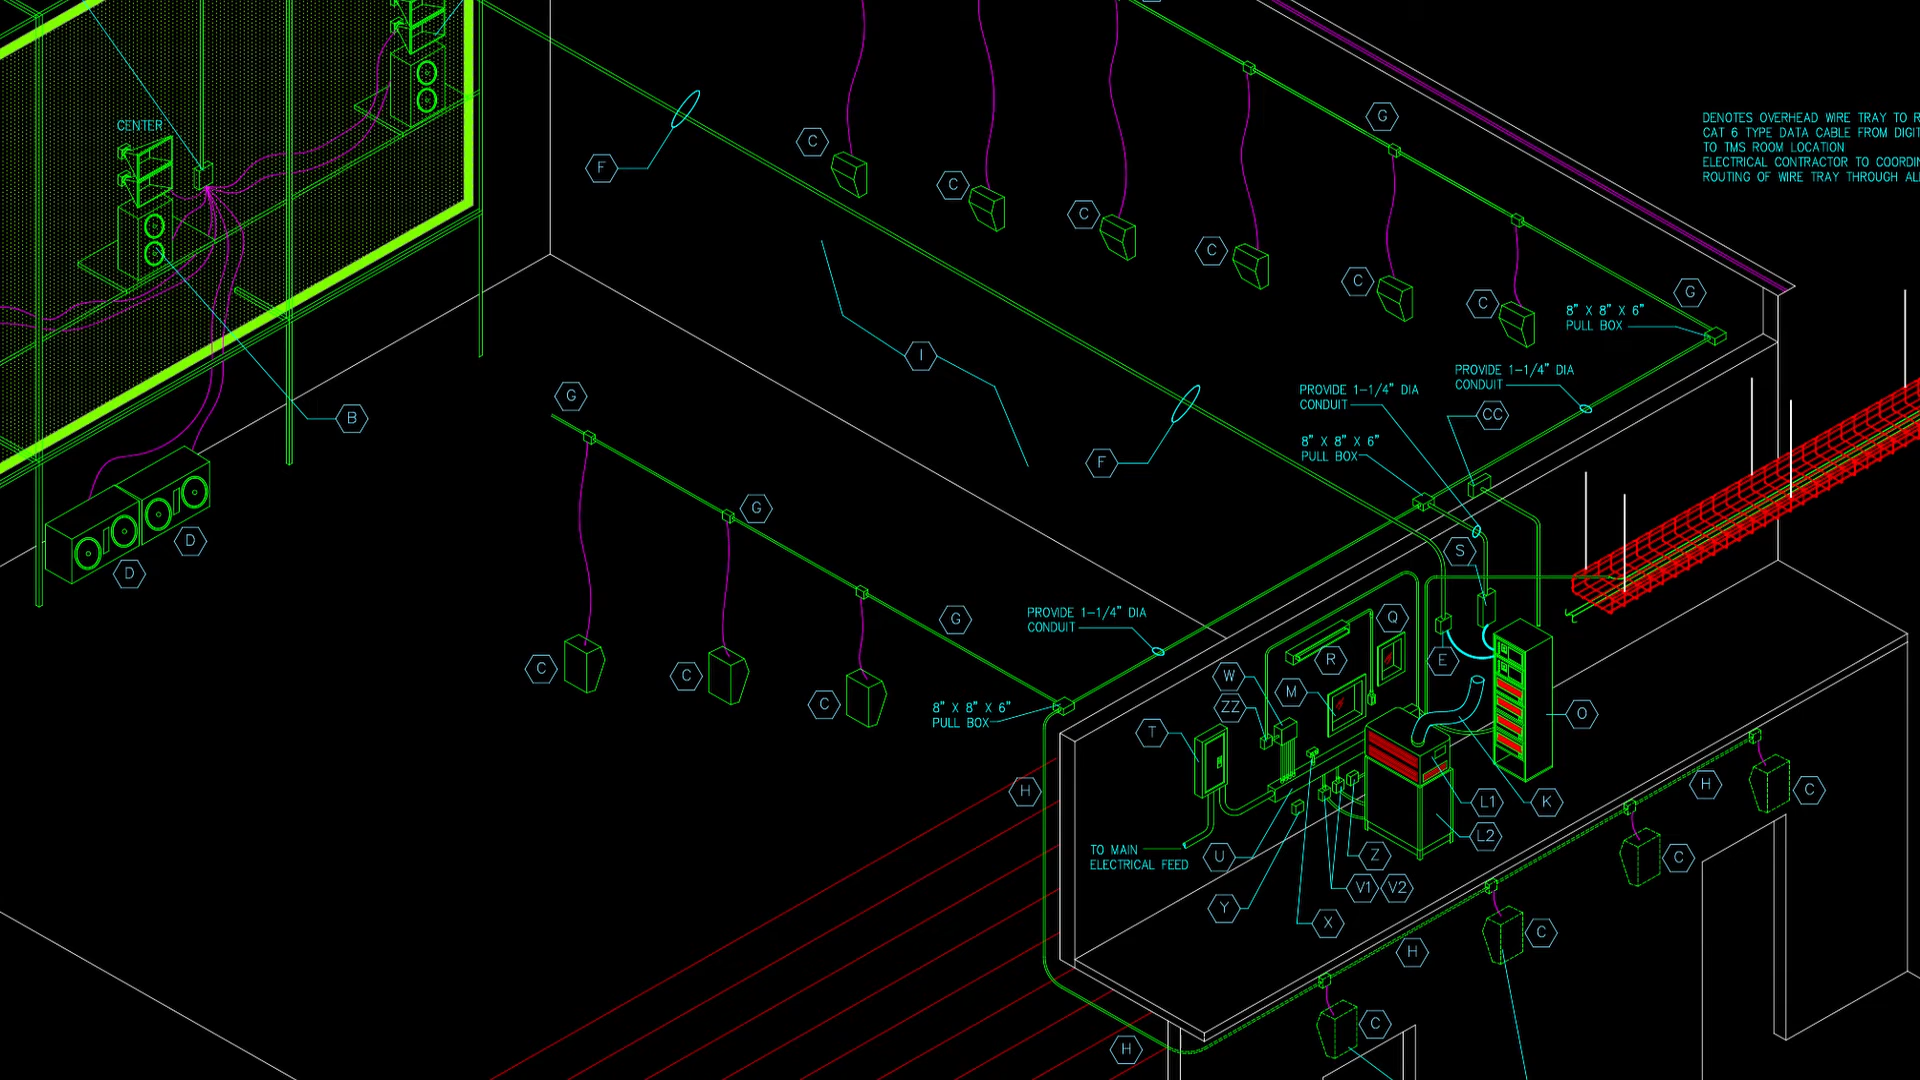 CENTER
DENOTES OVERHEAD WIRE TRAY TO
CAT 6 TYPE DATA CABLE FROM
TO TMS ROOM LOCATION
ELECTRICAL CONTRACTOR TO
ROUTING OF WIRE TRAY THROUGH
G
C
F
C
C
C
C
C
G
8" X 8" X 6"
PULL BOX
I
PROVIDE 1-1/4" DIA
CONDUIT
PROVIDE 1-1/4" DIA
CONDUIT
CC
8" X 8" X 6"
PULL BOX
F
B
G
G
D
D
S
G
PROVIDE 1-1/4" DIA
CONDUIT
Q
R
E
W
M
ZZ
C
C
C
8" X 8" X 6"
PULL BOX
T
O
H
H
C
L1
K
L2
TO MAIN
ELECTRICAL FEED
U
Z
C
V1
V2
Y
X
C
H
C
H